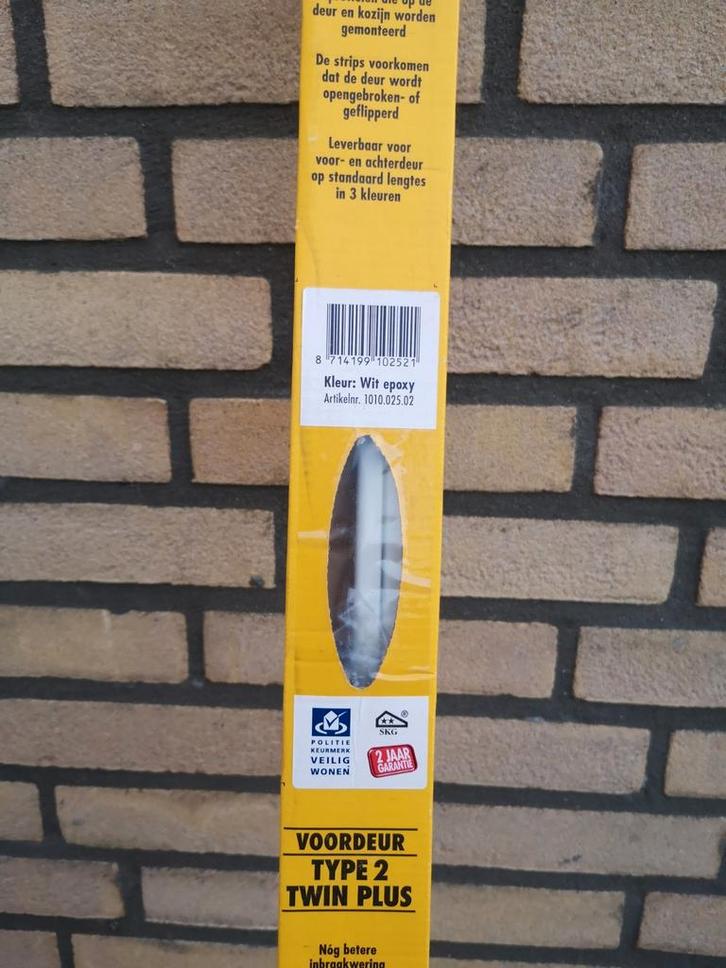 deur en kozijn worden
gemonteerd
De strips voorkomen
dat de deur wordt
opengebroken- of
geflipperd
Leverbaar voor
voor- en achterdeur
op standaard lengtes
in 3 kleuren
8 714199 102521
Kleur: Wit epoxy
Artikelnr. 1010.025.02
POLITIE
KEURMERK
VEILIG
WONEN
®
SKG
2 JAAR
GARANTIE
VOORDEUR
TYPE 2
TWIN PLUS
Nóg betere
inbraakwering